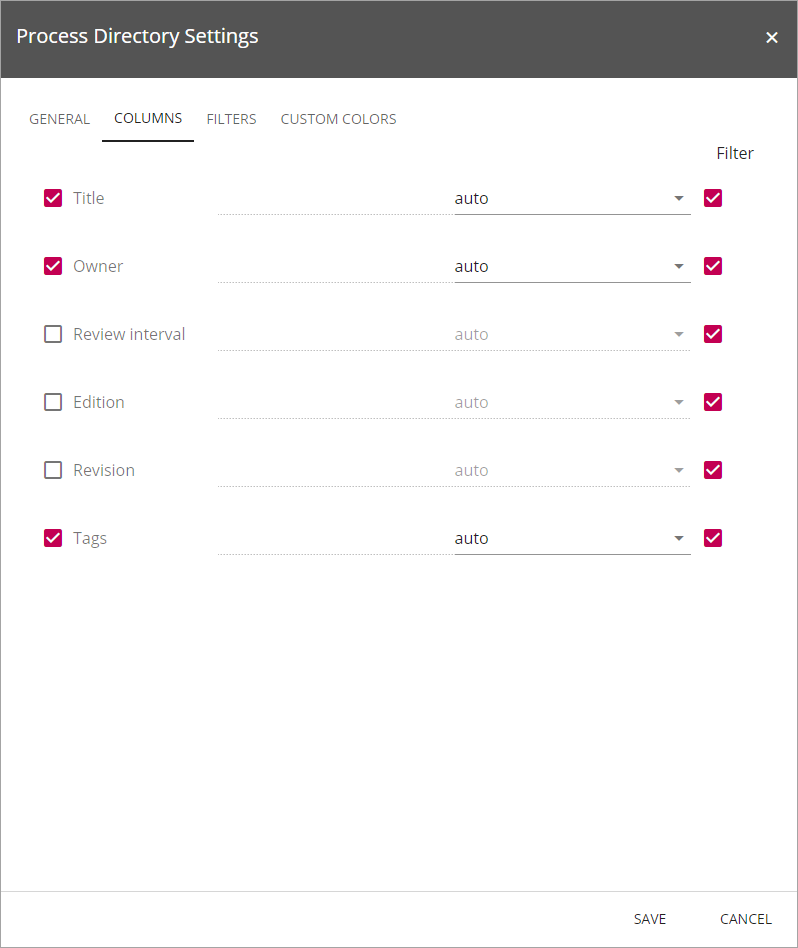 Process Directory Settings
GENERAL COLUMNS FILTERS CUSTOM COLORS
Filter
Title auto
Owner auto
Review interval auto
Edition auto
Revision auto
Tags auto
SAVE CANCEL